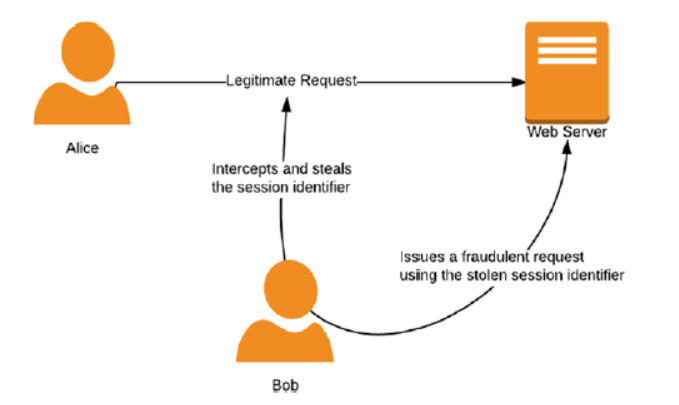 Legitimate Request
Web Server
Alice
Intercepts and steals
the session identifier
Issues a fraudulent request
using the stolen session identifier
Bob